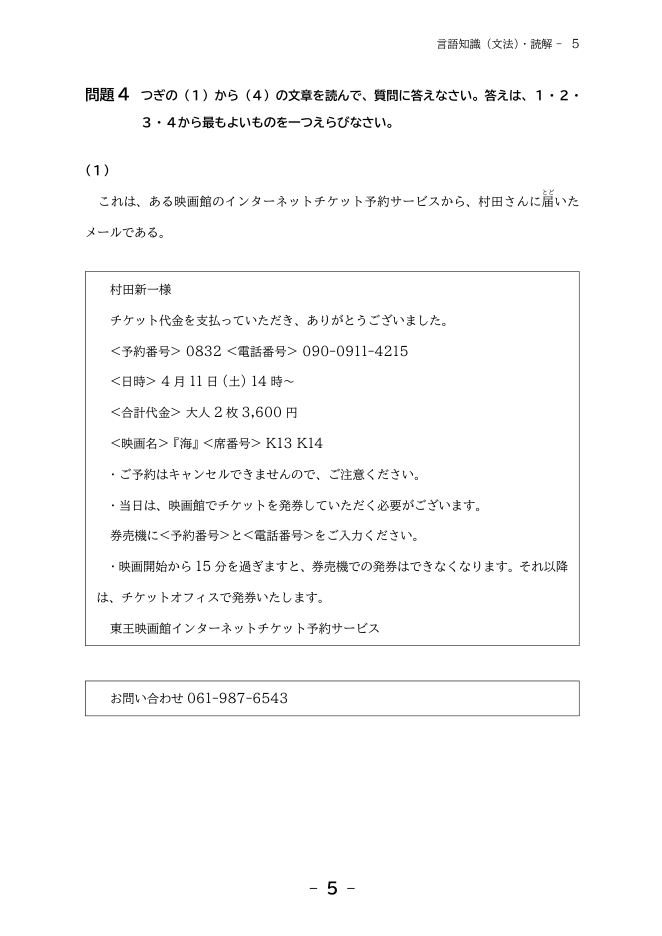 言語知識（文法）・読解－ 5
問題４ つぎの（１）から（４）の文章を読んで、質問に答えなさい。答えは、１・２・
３・４から最もよいものを一つえらびなさい。
（１）
とど
これは、ある映画館のインターネットチケット予約サービスから、村田さんに届いた
メールである。
村田新一様
チケット代金を支払っていただき、ありがとうございました。
＜予約番号＞ 0832 ＜電話番号＞ 090-0911-4215
＜日時＞ 4 月 11 日（土）14 時～
＜合計代金＞ 大人 2 枚 3,600 円
＜映画名＞『海』＜席番号＞ K13 K14
・ご予約はキャンセルできませんので、ご注意ください。
・当日は、映画館でチケットを発券していただく必要がございます。
券売機に＜予約番号＞と＜電話番号＞をご入力ください。
・映画開始から 15 分を過ぎますと、券売機での発券はできなくなります。それ以降
は、チケットオフィスで発券いたします。
東王映画館インターネットチケット予約サービス
お問い合わせ 061-987-6543
－ 5 －